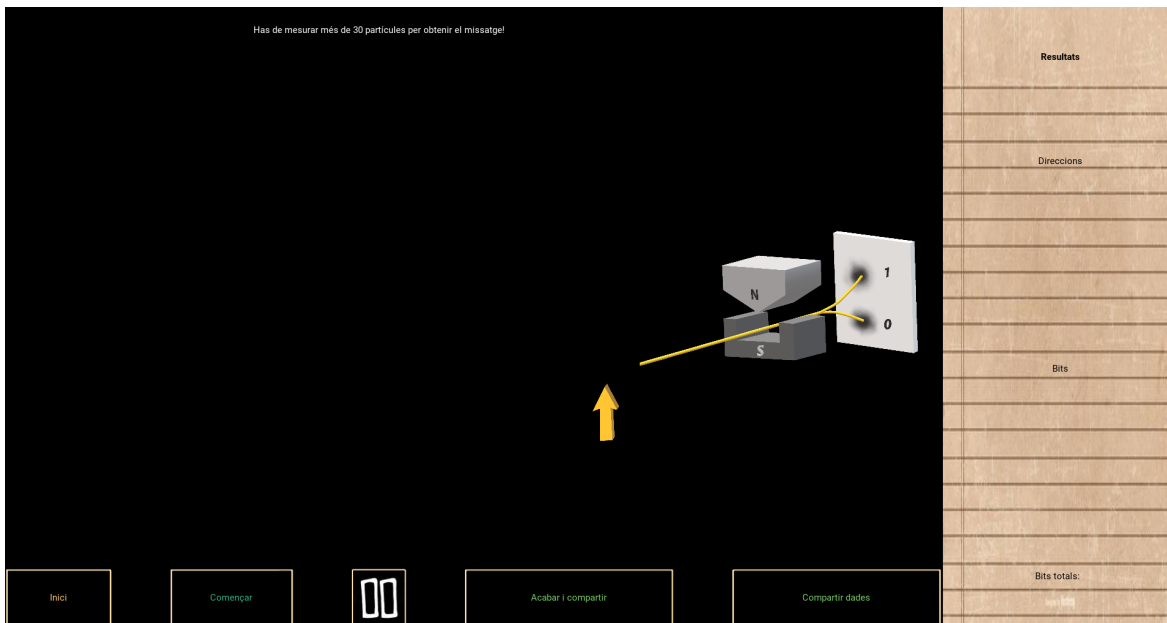 Has de mesurar més de 30 partícules per obtenir el missatge!
Resultats
Direccions
N
S
1
0
Bits
Bits totals:
Inici
Començar
Acabar i compartir
Compartir dades